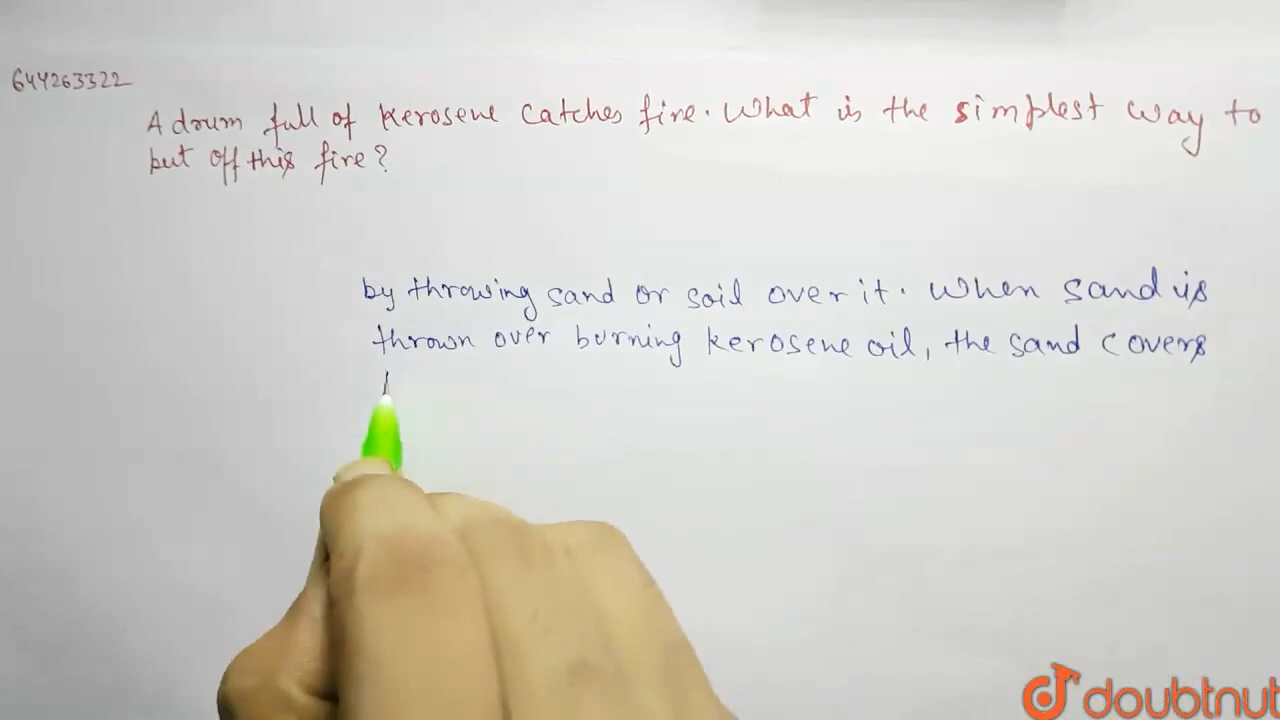 644263322
A drum full of kerosene catches fire. What is the simplest way to
put off this fire?
by throwing sand or soil over it. When sand is
thrown over burning kerosene oil, the sand covers
doubtnut